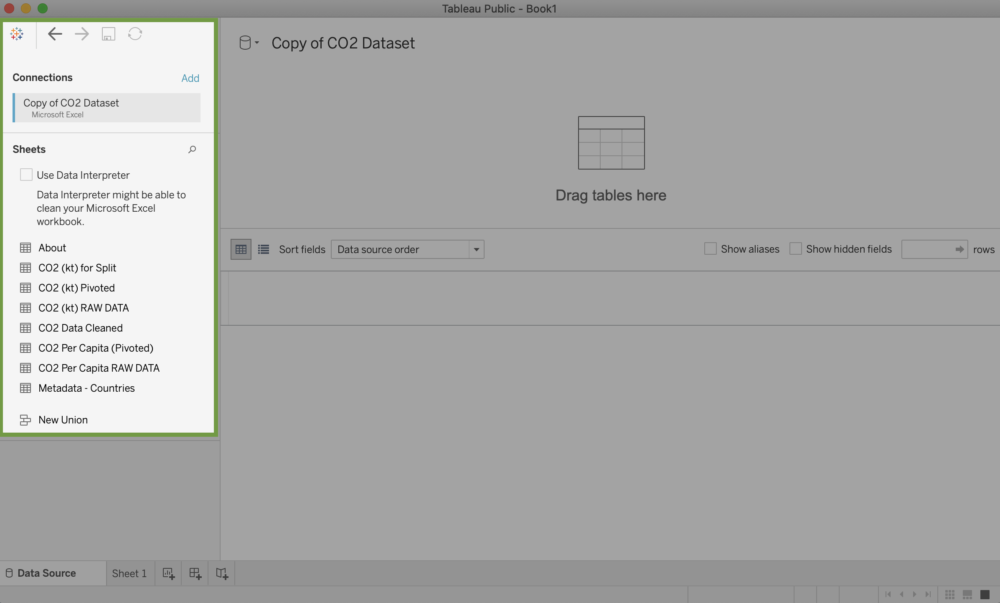 Tableau Public - Book1
Connections
Add
Copy of CO2 Dataset
Microsoft Excel
Sheets
Use Data Interpreter
Data Interpreter might be able to
clean your Microsoft Excel
workbook.
About
CO2 (kt) for Split
CO2 (kt) Pivoted
CO2 (kt) RAW DATA
CO2 Data Cleaned
CO2 Per Capita (Pivoted)
CO2 Per Capita RAW DATA
Metadata - Countries
New Union
Copy of CO2 Dataset
Drag tables here
Sort fields
Data source order
Show aliases
Show hidden fields
rows
Data Source
Sheet 1